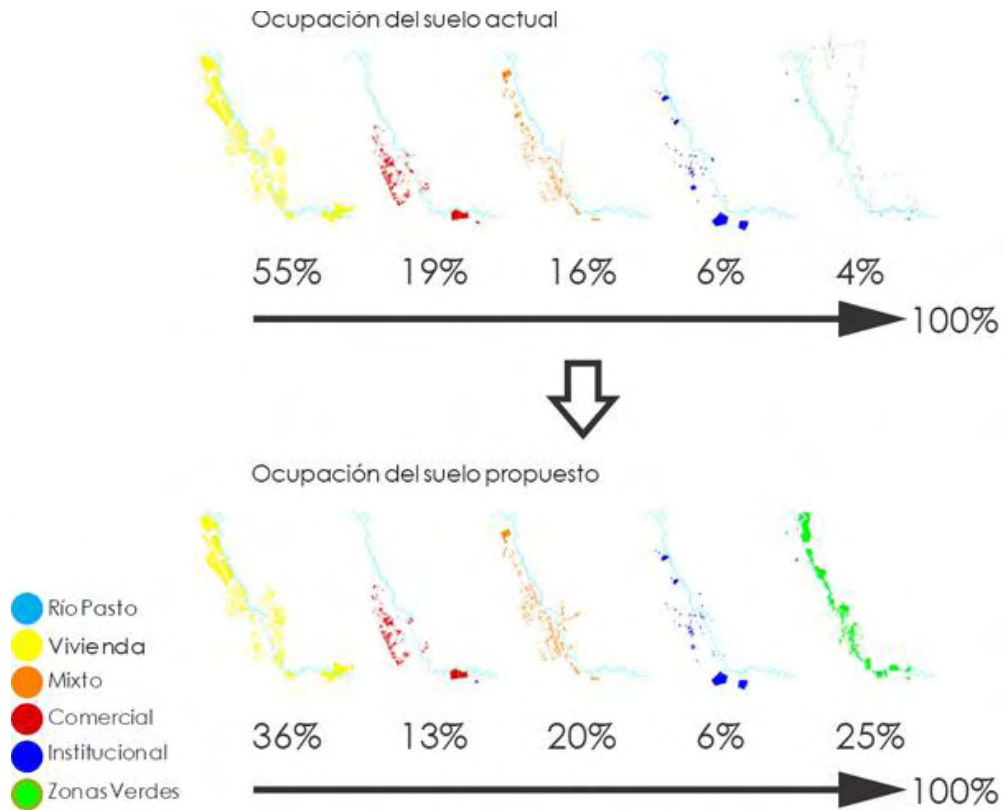 Ocupación del suelo actual
55% 19% 16% 6% 4%
100%
Ocupación del suelo propuesto
Río Pasto
Vivienda
Mixto
Comercial
Institucional
Zonas Verdes
36% 13% 20% 6% 25%
100%